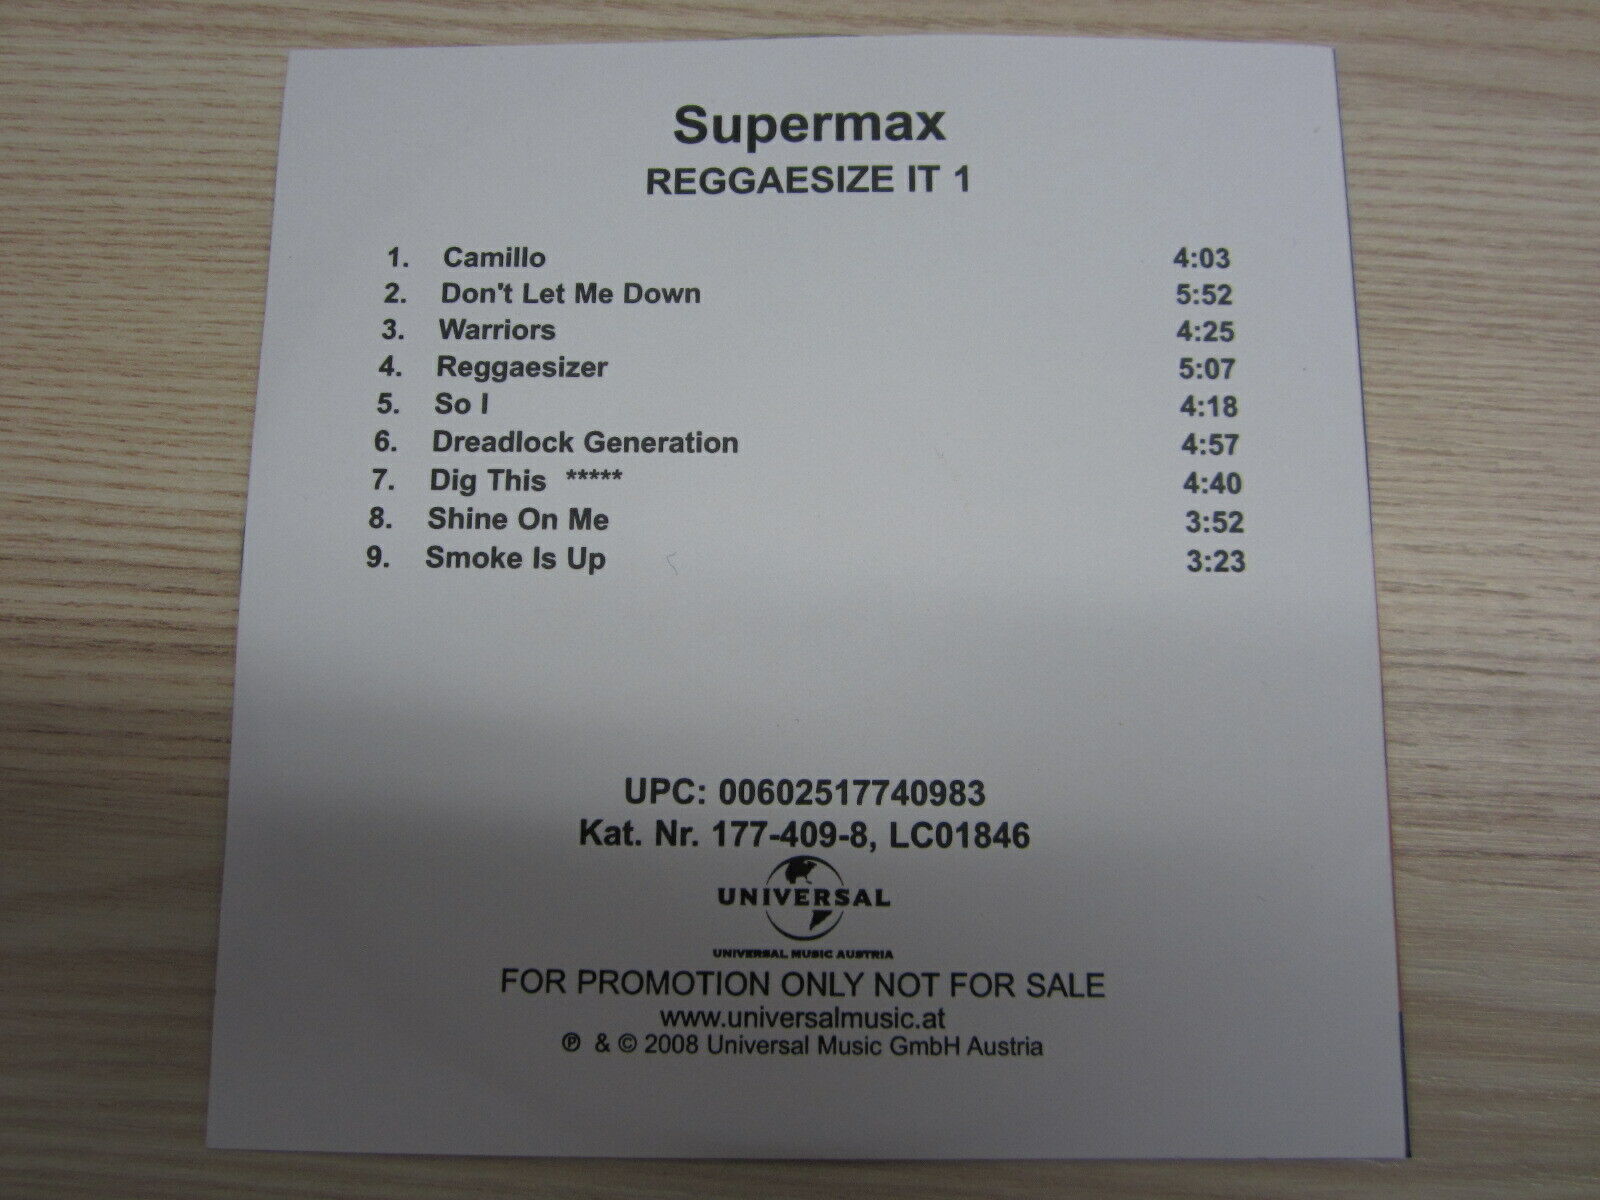 Supermax
REGGAESIZE IT 1
1. Camillo 4:03
2. Don't Let Me Down 5:52
3. Warriors 4:25
4. Reggaesizer 5:07
5. So I 4:18
6. Dreadlock Generation 4:57
7. Dig This ***** 4:40
8. Shine On Me 3:52
9. Smoke Is Up 3:23
UPC: 00602517740983
Kat. Nr. 177-409-8, LC01846
UNIVERSAL
UNIVERSAL MUSIC AUSTRIA
FOR PROMOTION ONLY NOT FOR SALE
www.universalmusic.at
℗ & © 2008 Universal Music GmbH Austria